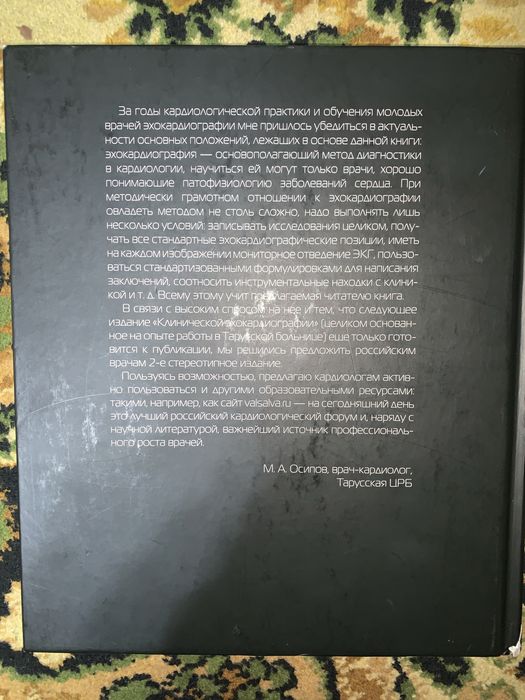 За годы кардиологической практики и обучения молодых
врачей эхокардиографии мне пришлось убедиться в актуаль-
ности основных положений, лежащих в основе данной книги:
эхокардиография — основополагающий метод диагностики
в кардиологии, научиться ей могут только врачи, хорошо
понимающие патофизиологию заболеваний сердца. При
методически грамотном отношении к эхокардиографии
овладеть методом не столь сложно, надо выполнять лишь
несколько условий: записывать исследования целиком, полу-
чать все стандартные эхокардиографические позиции, иметь
на каждом изображении мониторное отведение ЭКГ, пользо-
ваться стандартизованными формулировками для написания
заключений, соотносить инструментальные находки с клини-
кой и т. д. Всему этому учит предлагаемая читателю книга.
В связи с высоким спросом на нее и тем, что следующее
издание «Клинической эхокардиографии» (целиком основан-
ное на опыте работы в Тарусской больнице) еще только гото-
вится к публикации, мы решились предложить российским
врачам 2-е стереотипное издание.
Пользуясь возможностью, предлагаю кардиологам актив-
но пользоваться и другими образовательными ресурсами:
такими, например, как сайт valsalva.ru — на сегодняшний день
это лучший российский кардиологический форум и, наряду с
научной литературой, важнейший источник профессиональ-
ного роста врачей.
М. А. Осипов, врач-кардиолог,
Тарусская ЦРБ